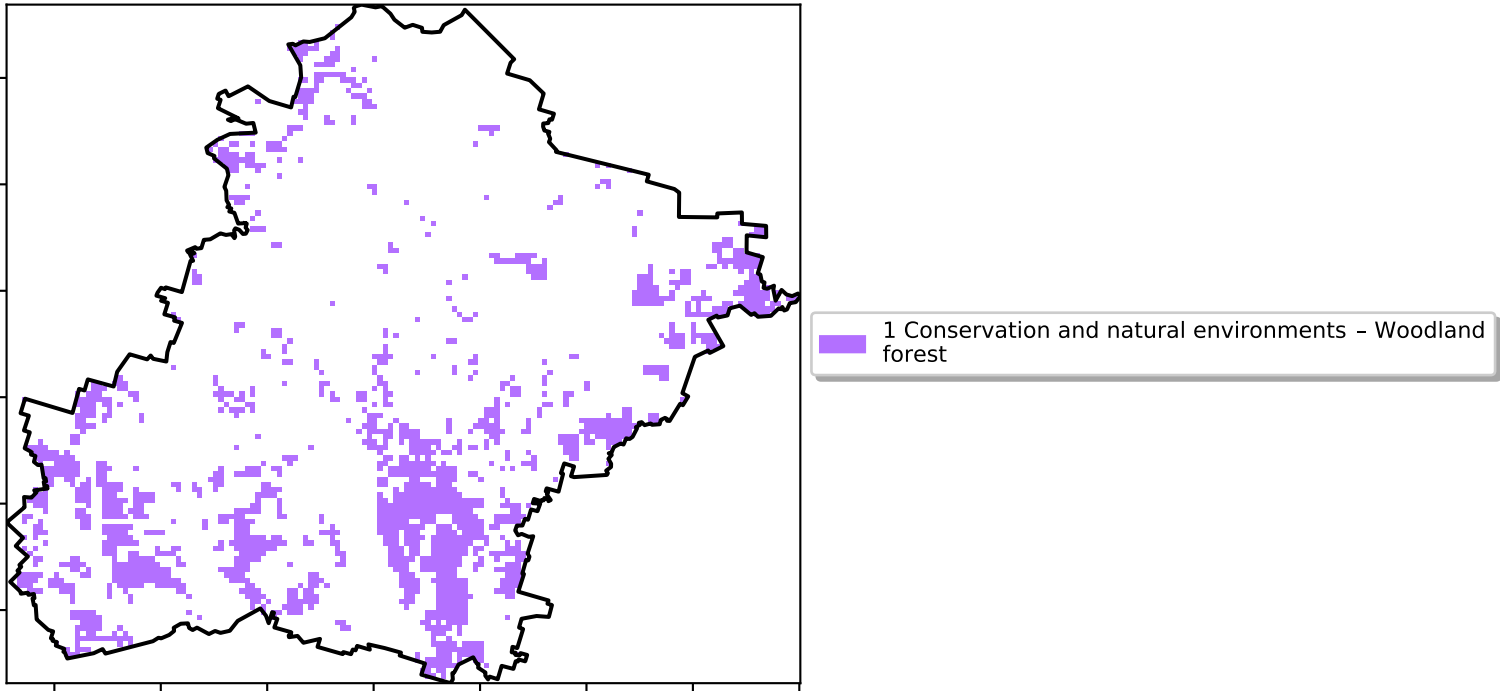 1 Conservation and natural environments – Woodland
forest